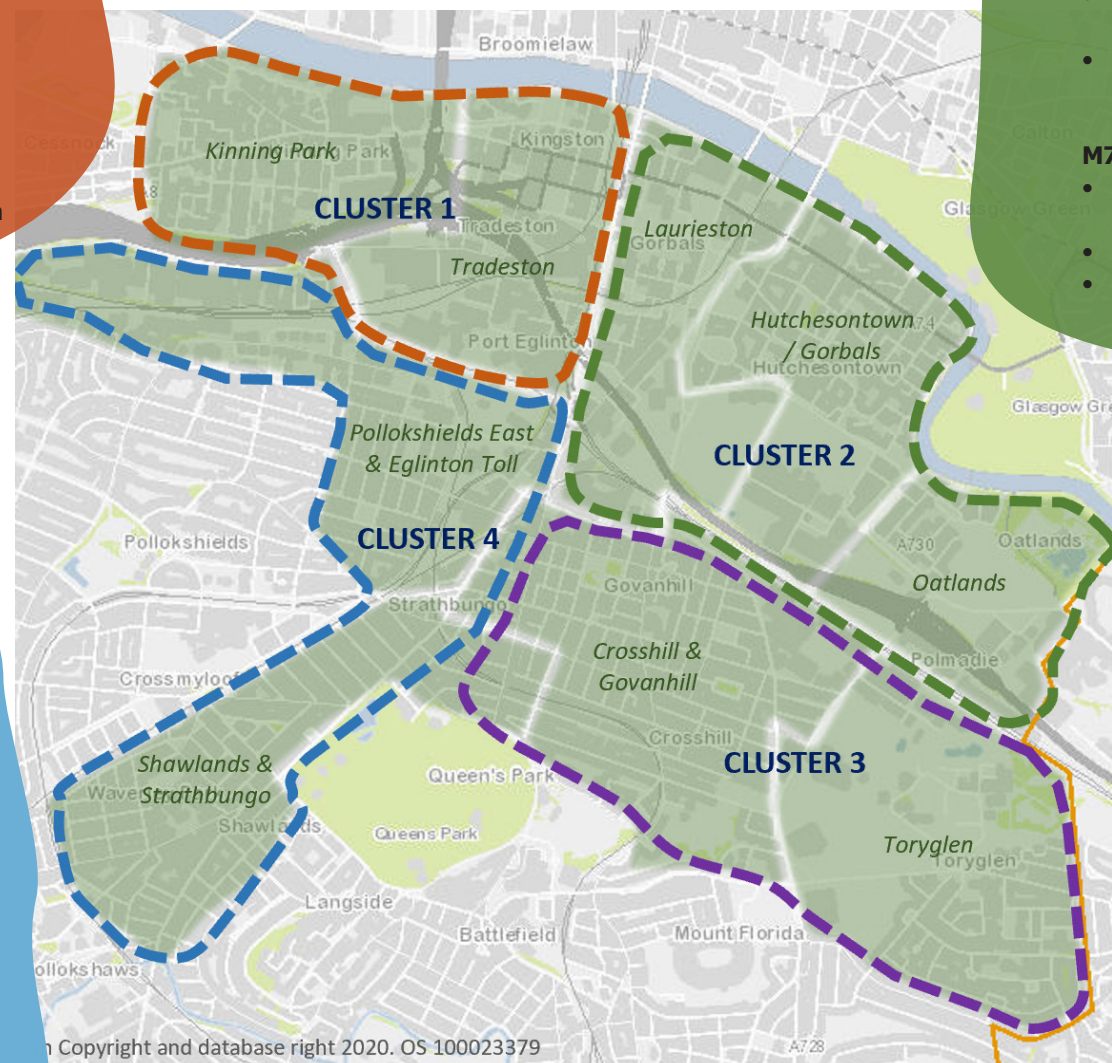 Broomielaw
Cessnock
Kinning Park
Kingston
Calton
M7
A8
CLUSTER 1
Glasgow Green
Tradeston
Laurieston
Gorbals
Tradeston
Hutchesontown
/ Gorbals
A74
Port Eglinton
Hutchesontown
Glasgow Gre
Pollokshields East
& Eglinton Toll
CLUSTER 2
CLUSTER 4
Pollokshields
A730
Oatlands
Oatlands
Govanhill
Strathbungo
Crosshill &
Govanhill
Polmadie
Crossmyloof
Crosshill
CLUSTER 3
Shawlands &
Strathbungo
Queen's Park
Shawlands
Queens Park
Toryglen
Toryglen
Langside
Battlefield
Mount Florida
ollokshaws
n Copyright and database right 2020. OS 100023379
A728